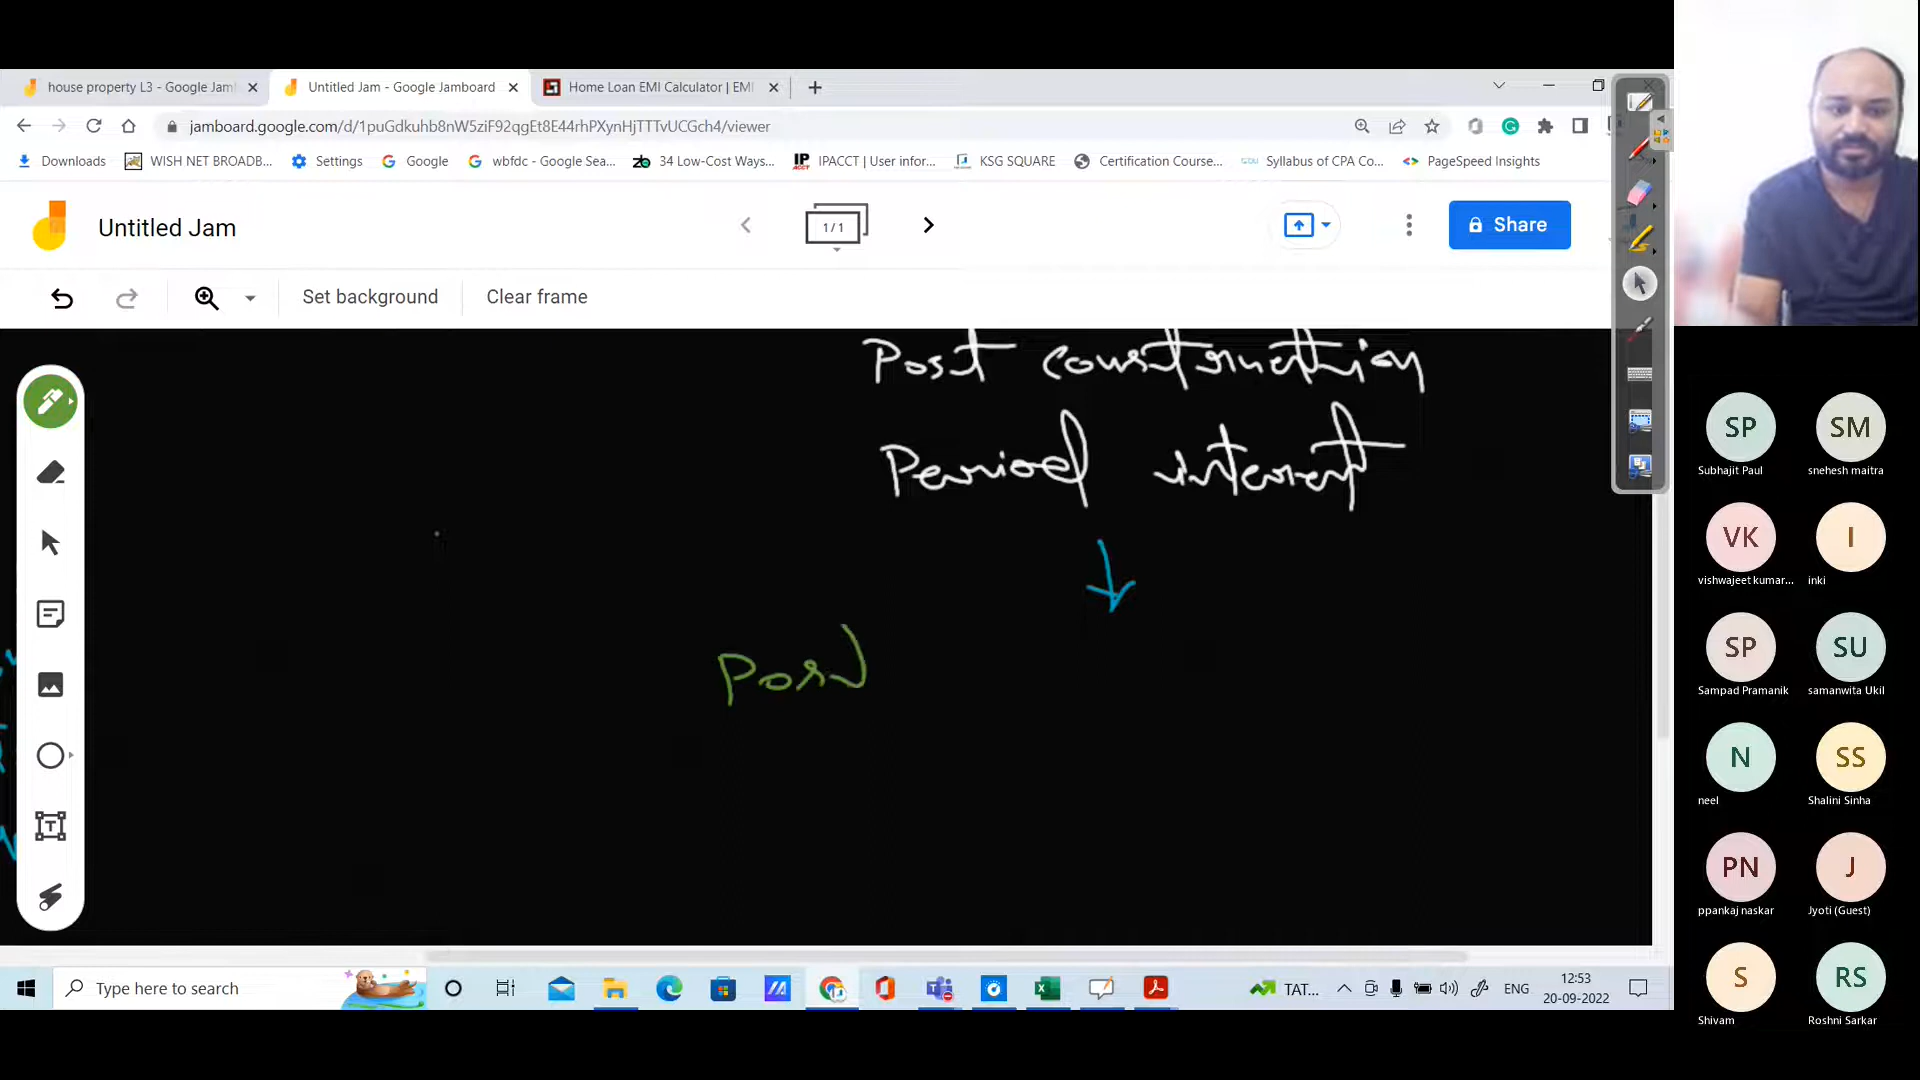 house property L3 - Google Jam
Untitled Jam - Google Jamboard
Home Loan EMI Calculator | EMI
jamboard.google.com/d/1puGdkuhb8nW5ziF92qgEt8E44rhPXynHjTTTvUCGch4/viewer
Downloads
WISH NET BROADB...
Settings
Google
wbfdc - Google Sea...
34 Low-Cost Ways...
IPACCT | User infor...
KSG SQUARE
Certification Course...
Syllabus of CPA Co...
PageSpeed Insights
Untitled Jam
1 / 1
Share
Set background
Clear frame
Post construction
Period interest
SP
Subhajit Paul
SM
snehesh maitra
VK
vishwajeet kumar...
I
inki
SP
Sampad Pramanik
SU
samanwita Ukil
N
neel
SS
Shalini Sinha
PN
ppankaj naskar
J
Jyoti (Guest)
S
Shivam
RS
Roshni Sarkar
Type here to search
TAT...
ENG
12:53
20-09-2022